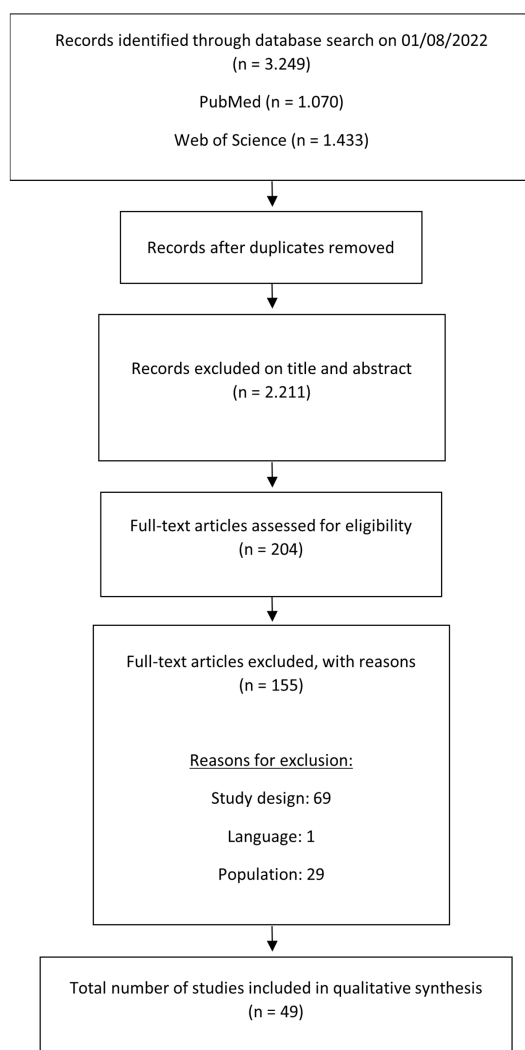 Records identified through database search on 01/08/2022
(n = 3.249)
PubMed (n = 1.070)
Web of Science (n = 1.433)
Records after duplicates removed
Records excluded on title and abstract
(n = 2.211)
Full-text articles assessed for eligibility
(n = 204)
Full-text articles excluded, with reasons
(n = 155)
Reasons for exclusion:
Study design: 69
Language: 1
Population: 29
Total number of studies included in qualitative synthesis
(n = 49)